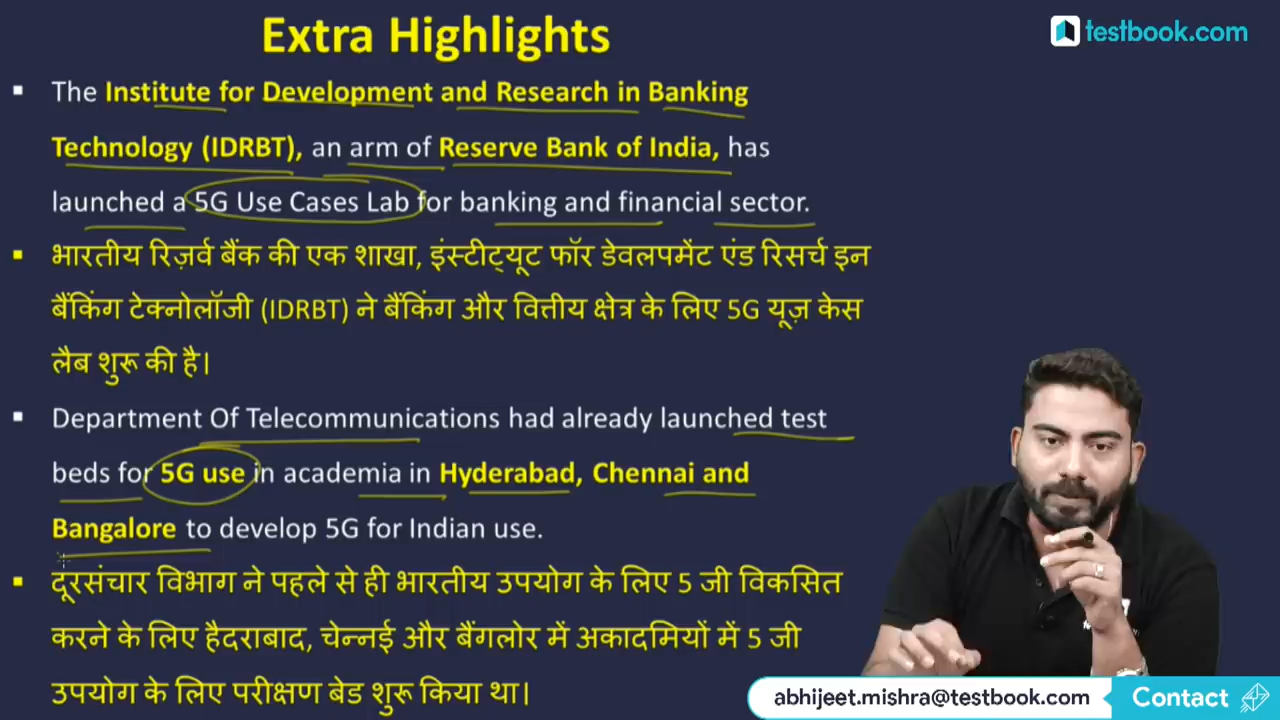 Extra Highlights
testbook.com
▪ The Institute for Development and Research in Banking
Technology (IDRBT), an arm of Reserve Bank of India, has
launched a 5G Use Cases Lab for banking and financial sector.
▪ भारतीय रिज़र्व बैंक की एक शाखा, इंस्टीट्यूट फॉर डेवलपमेंट एंड रिसर्च इन
बैंकिंग टेक्नोलॉजी (IDRBT) ने बैंकिंग और वित्तीय क्षेत्र के लिए 5G यूज़ केस
लैब शुरू की है।
▪ Department Of Telecommunications had already launched test
beds for 5G use in academia in Hyderabad, Chennai and
Bangalore to develop 5G for Indian use.
▪ दूरसंचार विभाग ने पहले से ही भारतीय उपयोग के लिए 5 जी विकसित
करने के लिए हैदराबाद, चेन्नई और बैंगलोर में अकादमियों में 5 जी
उपयोग के लिए परीक्षण बेड शुरू किया था।
abhijeet.mishra@testbook.com Contact